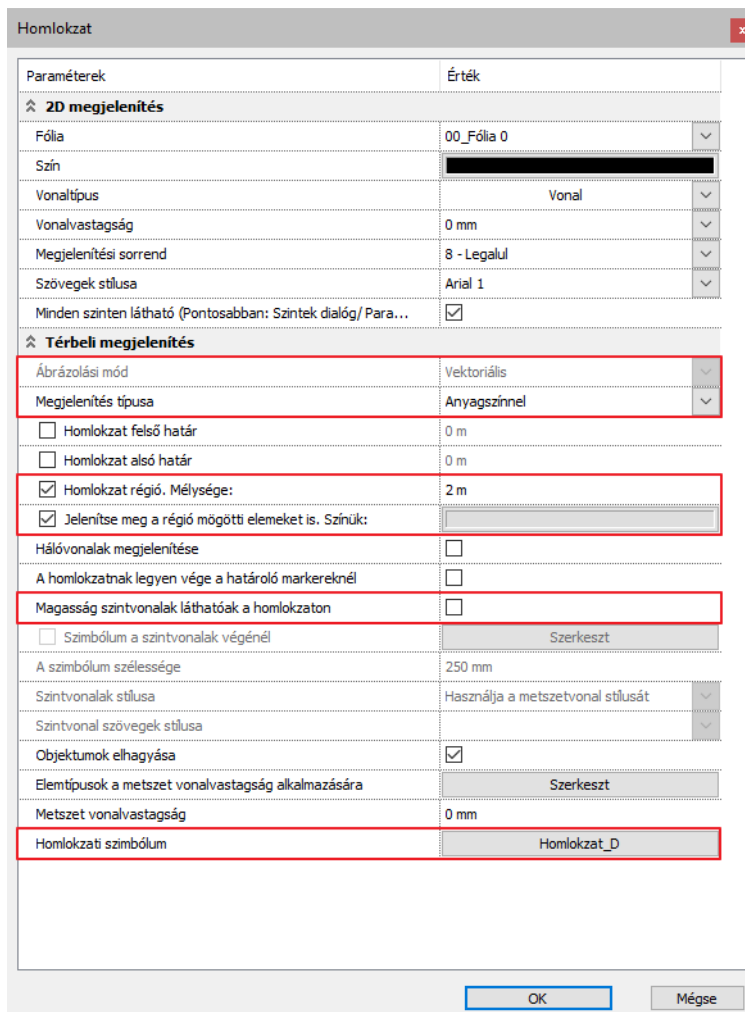 Homlokzat
x
Paraméterek Érték
2D megjelenítés
Fólia 00_Fólia 0
Szín
Vonaltípus Vonal
Vonalvastagság 0 mm
Megjelenítési sorrend 8 - Legalul
Szövegek stílusa Arial 1
Minden szinten látható (Pontosabban: Szintek dialóg/ Para...
Térbeli megjelenítés
Ábrázolási mód Vektoriális
Megjelenítés típusa Anyagszínnel
Homlokzat felső határ 0 m
Homlokzat alsó határ 0 m
Homlokzat régió. Mélysége: 2 m
Jelenítse meg a régió mögötti elemeket is. Színük:
Hálóvonalak megjelenítése
A homlokzatnak legyen vége a határoló markereknél
Magasság szintvonalak láthatóak a homlokzaton
Szimbólum a szintvonalak végénél Szerkeszt
A szimbólum szélessége 250 mm
Szintvonalak stílusa Használja a metszetvonal stílusát
Szintvonal szövegek stílusa
Objektumok elhagyása
Elemtípusok a metszet vonalvastagság alkalmazására Szerkeszt
Metszet vonalvastagság 0 mm
Homlokzati szimbólum Homlokzat_D
OK Mégse